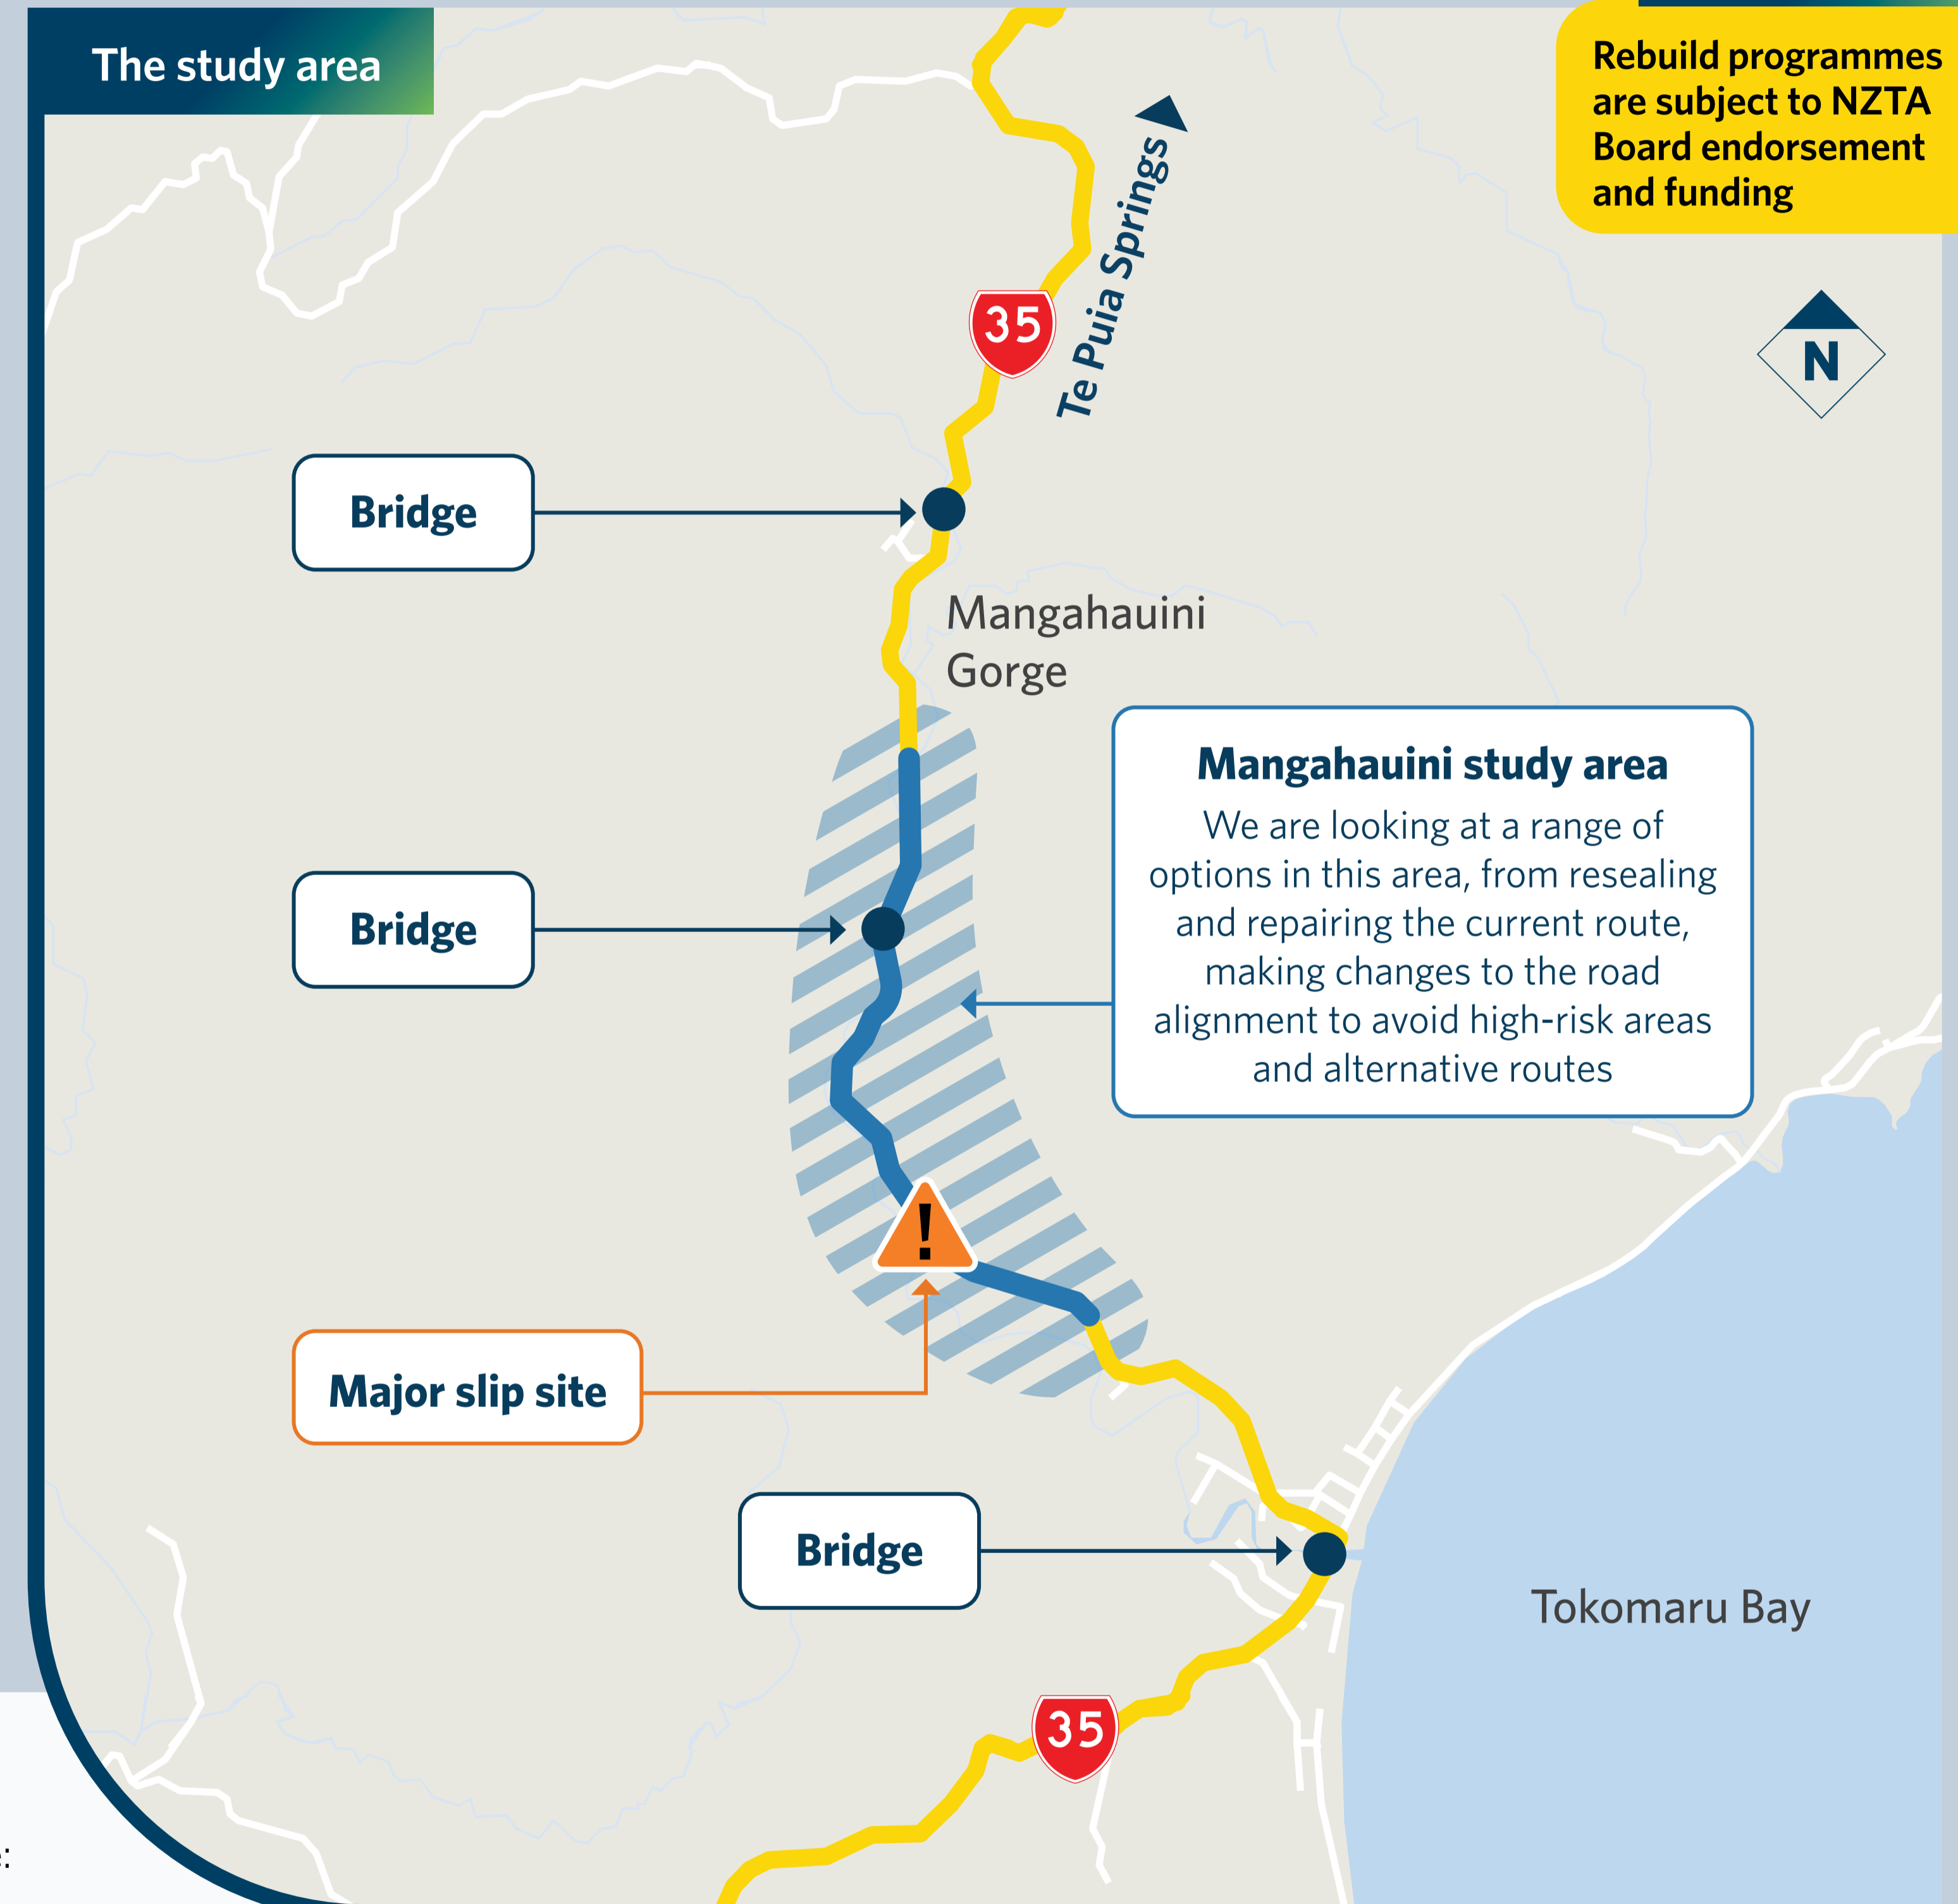 The study area
Rebuild programmes
are subject to NZTA
Board endorsement
and funding
Te Puia Springs
N
35
Bridge
Mangahauini
Gorge
Mangahauini study area
We are looking at a range of
options in this area, from resealing
and repairing the current route,
making changes to the road
alignment to avoid high-risk areas
and alternative routes
Bridge
Major slip site
Bridge
Tokomaru Bay
35